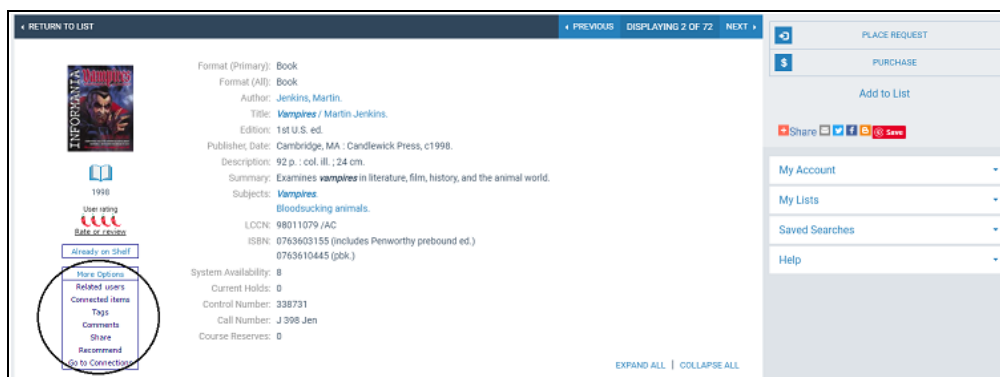 RETURN TO LIST
PREVIOUS DISPLAYING 2 OF 72 NEXT
INFORMANIA
Vampires
1998
User rating
Rate or review
Already on Shelf
More Options
Related users
Connected items
Tags
Comments
Share
Recommend
Go to Connections
Format (Primary): Book
Format (All): Book
Author: Jenkins, Martin.
Title: Vampires / Martin Jenkins.
Edition: 1st U.S. ed.
Publisher, Date: Cambridge, MA : Candlewick Press, c1998.
Description: 92 p. : col. ill. ; 24 cm.
Summary: Examines vampires in literature, film, history, and the animal world.
Subjects: Vampires.
Bloodsucking animals.
LCCN: 98011079 /AC
ISBN: 0763603155 (includes Penworthy prebound ed.)
0763610445 (pbk.)
System Availability: 8
Current Holds: 0
Control Number: 338731
Call Number: J 398 Jen
Course Reserves: 0
EXPAND ALL | COLLAPSE ALL
PLACE REQUEST
$ PURCHASE
Add to List
Share Save
My Account
My Lists
Saved Searches
Help